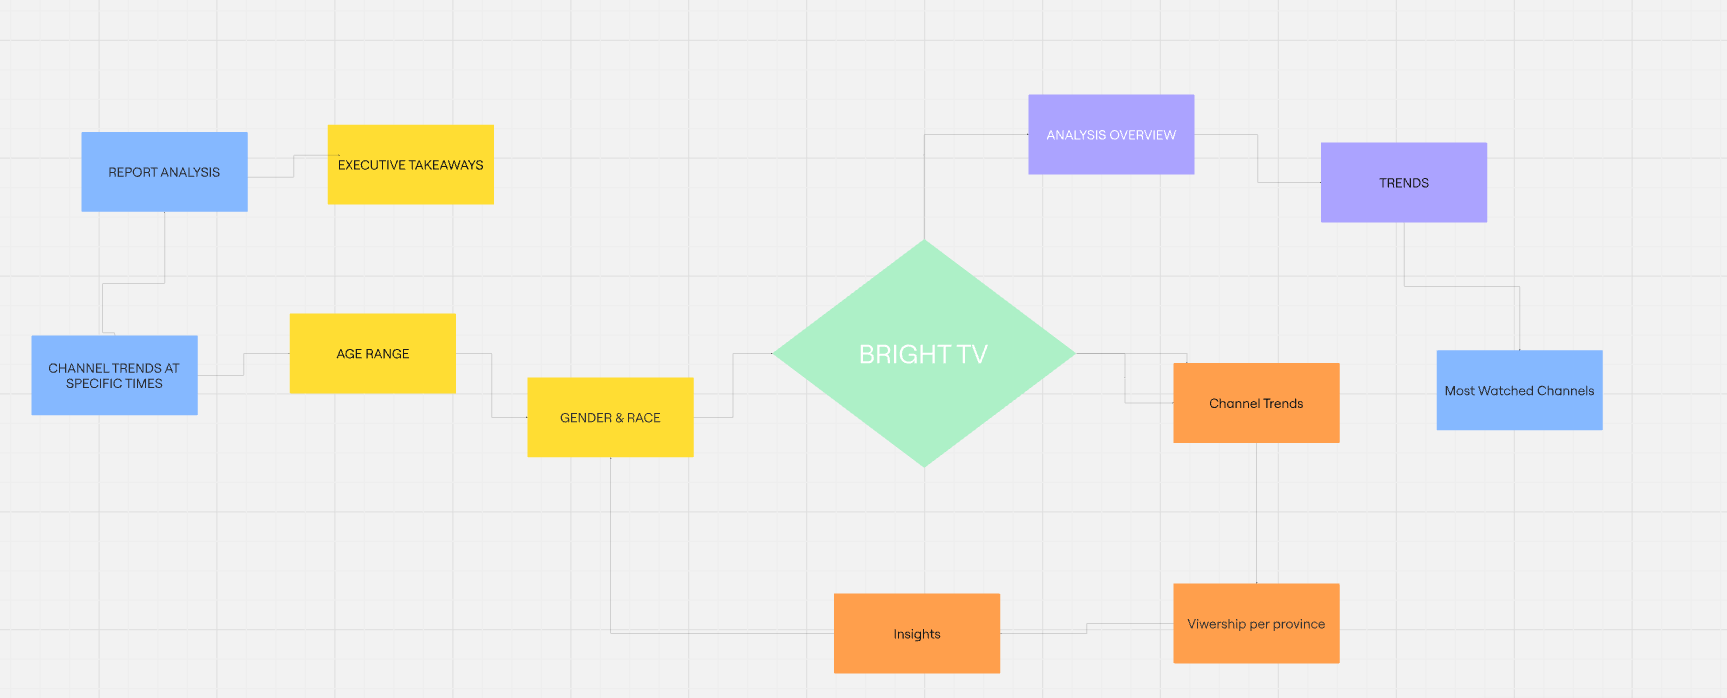 ANALYSIS OVERVIEW
REPORT ANALYSIS
EXECUTIVE TAKEAWAYS
TRENDS
BRIGHT TV
AGE RANGE
CHANNEL TRENDS AT
SPECIFIC TIMES
GENDER & RACE
Channel Trends
Most Watched Channels
Insights
Viwership per province